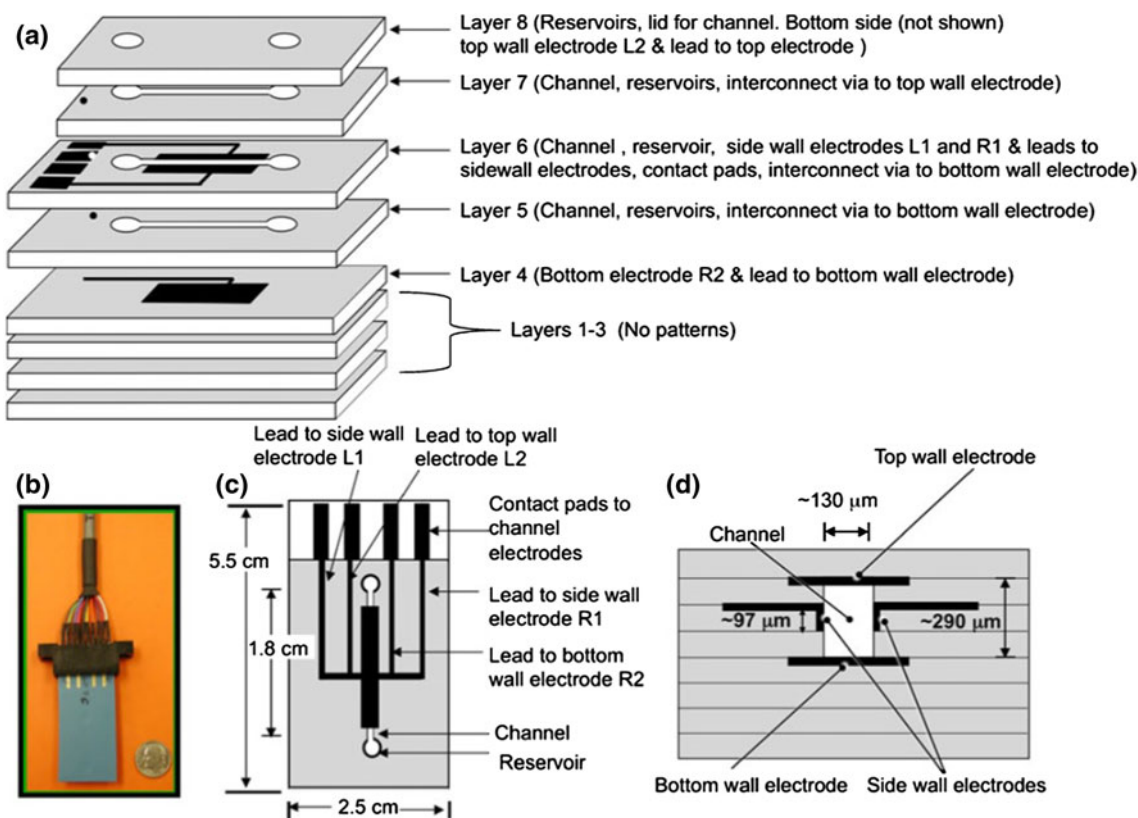 (a)
Layer 8 (Reservoirs, lid for channel. Bottom side (not shown)
top wall electrode L2 & lead to top electrode )
Layer 7 (Channel, reservoirs, interconnect via to top wall electrode)
Layer 6 (Channel , reservoir, side wall electrodes L1 and R1 & leads to
sidewall electrodes, contact pads, interconnect via to bottom wall electrode)
Layer 5 (Channel, reservoirs, interconnect via to bottom wall electrode)
Layer 4 (Bottom electrode R2 & lead to bottom wall electrode)
Layers 1-3 (No patterns)
(b)
(c)
Lead to side wall
electrode L1
Lead to top wall
electrode L2
Contact pads to
channel
electrodes
5.5 cm
1.8 cm
Lead to side wall
electrode R1
Lead to bottom
wall electrode R2
Channel
Reservoir
2.5 cm
(d)
Top wall electrode
~130 μm
Channel
~97 μm
~290 μm
Bottom wall electrode
Side wall electrodes